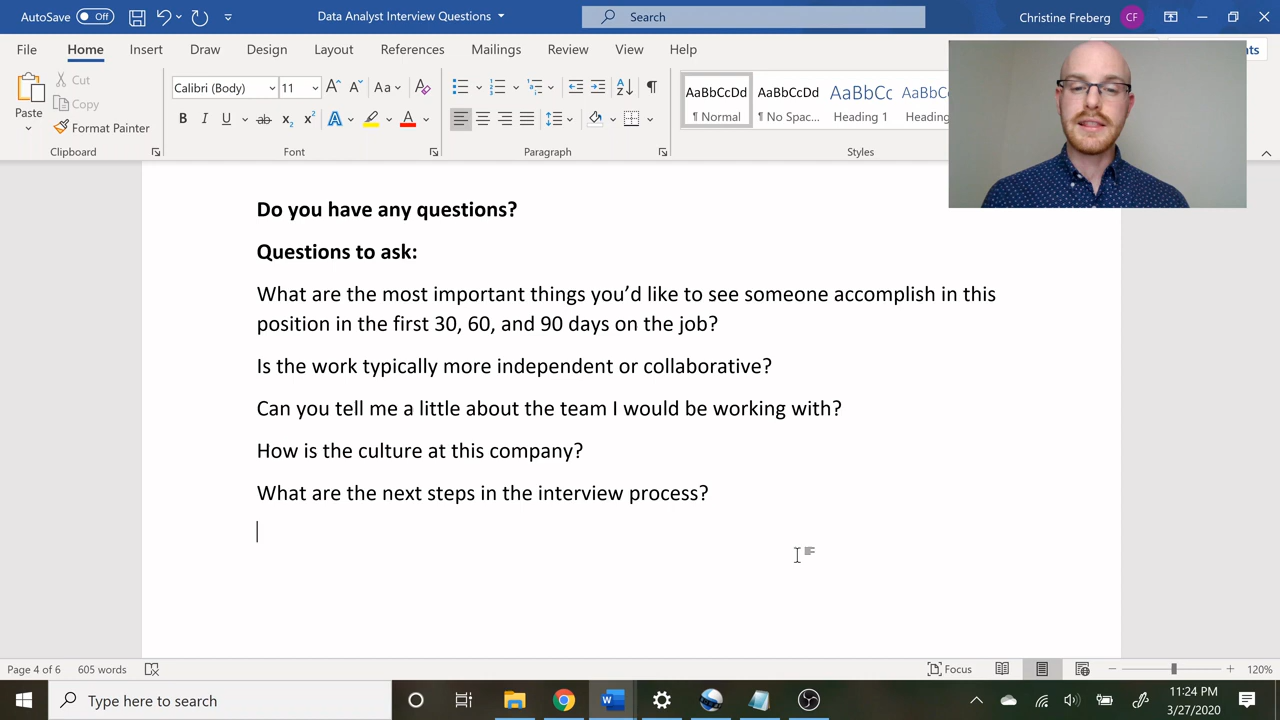 AutoSave Off Data Analyst Interview Questions Search Christine Freberg CF
File Home Insert Draw Design Layout References Mailings Review View Help
Paste Cut Copy Format Painter
Calibri (Body) 11 A A Aa A
B I U ab x2 x2 A A
AaBbCcDd AaBbCcDd AaBbCc AaBbCcD
¶ Normal ¶ No Spac... Heading 1 Heading
Clipboard Font Paragraph Styles
Do you have any questions?
Questions to ask:
What are the most important things you’d like to see someone accomplish in this
position in the first 30, 60, and 90 days on the job?
Is the work typically more independent or collaborative?
Can you tell me a little about the team I would be working with?
How is the culture at this company?
What are the next steps in the interview process?
Page 4 of 6 605 words Focus 120%
Type here to search 11:24 PM
3/27/2020